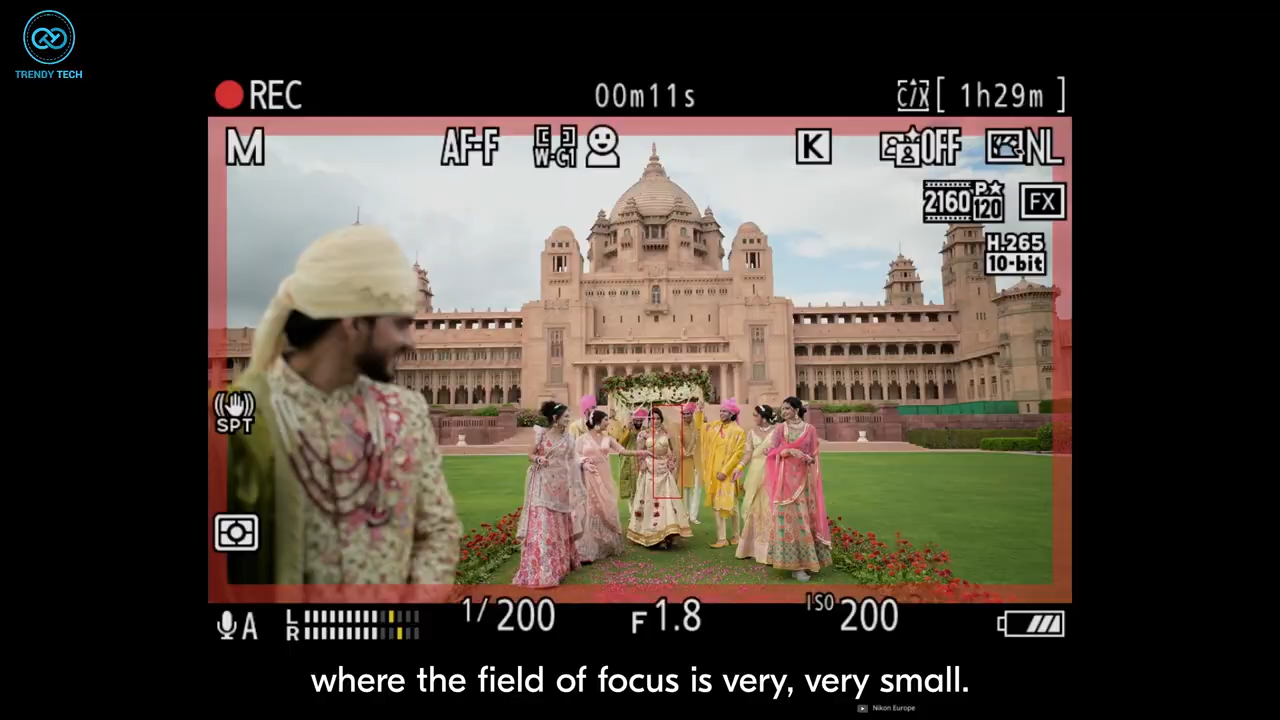 TRENDY TECH
REC
00m11s
C/X [ 1h29m ]
M
AF-F
W-C1
K
OFF
NL
2160 P★ 120
FX
H.265
10-bit
SPT
A
L
R
1/200
F1.8
ISO 200
where the field of focus is very, very small.
Nikon Europe